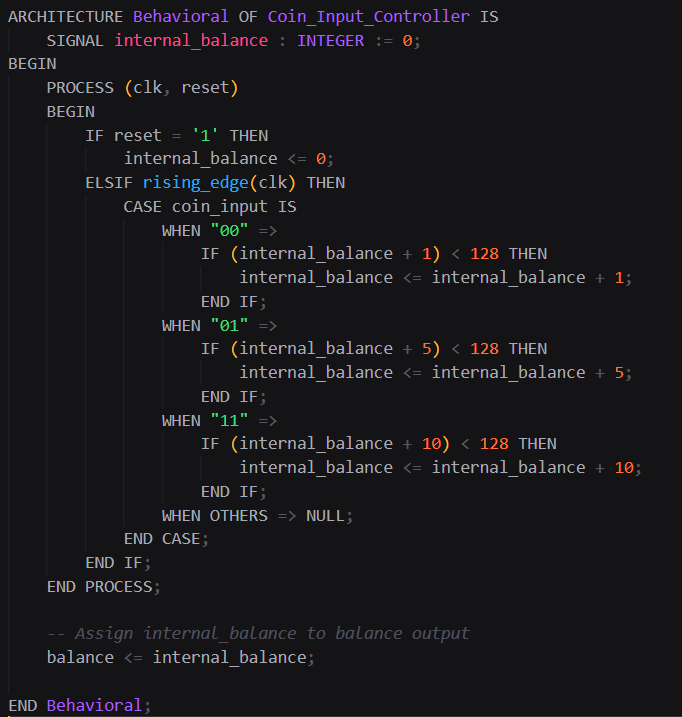 ARCHITECTURE Behavioral OF Coin_Input_Controller IS
    SIGNAL internal_balance : INTEGER := 0;
BEGIN
    PROCESS (clk, reset)
    BEGIN
        IF reset = '1' THEN
            internal_balance <= 0;
        ELSIF rising_edge(clk) THEN
            CASE coin_input IS
                WHEN "00" =>
                    IF (internal_balance + 1) < 128 THEN
                        internal_balance <= internal_balance + 1;
                    END IF;
                WHEN "01" =>
                    IF (internal_balance + 5) < 128 THEN
                        internal_balance <= internal_balance + 5;
                    END IF;
                WHEN "11" =>
                    IF (internal_balance + 10) < 128 THEN
                        internal_balance <= internal_balance + 10;
                    END IF;
                WHEN OTHERS => NULL;
            END CASE;
        END IF;
    END PROCESS;

    -- Assign internal_balance to balance output
    balance <= internal_balance;

END Behavioral;